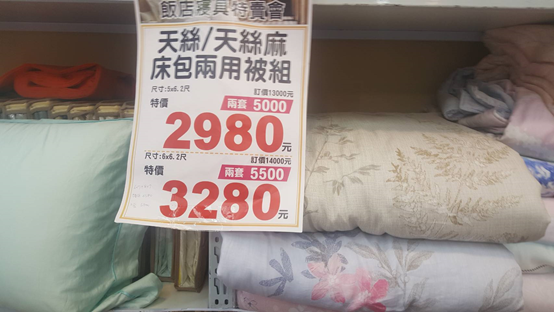 飯店寢具特賣會
天絲/天絲麻
床包兩用被組
尺寸:5x6.2尺 訂價13000元
特價 兩套 5000
2980元
尺寸:6x6.2尺 訂價14000元
特價 兩套 5500
3280元